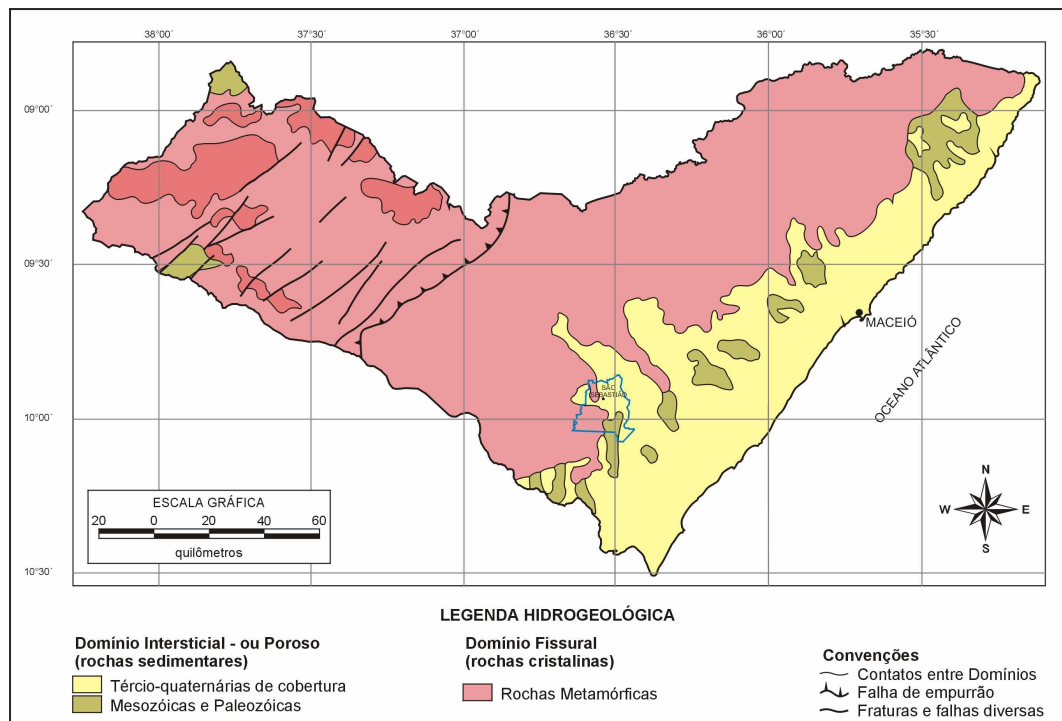 38°00´ 37°30´ 37°00´ 36°30´ 36°00´ 35°30´
09°00´
09°30´
MACEIÓ
OCEANO ATLÂNTICO
SÃO
SEBASTIÃO
10°00´
10°30´
ESCALA GRÁFICA
20 0 20 40 60
quilômetros
N
W E
S
LEGENDA HIDROGEOLÓGICA
Domínio Intersticial - ou Poroso
(rochas sedimentares)
Tércio-quaternárias de cobertura
Mesozóicas e Paleozóicas
Domínio Fissural
(rochas cristalinas)
Rochas Metamórficas
Convenções
Contatos entre Domínios
Falha de empurrão
Fraturas e falhas diversas